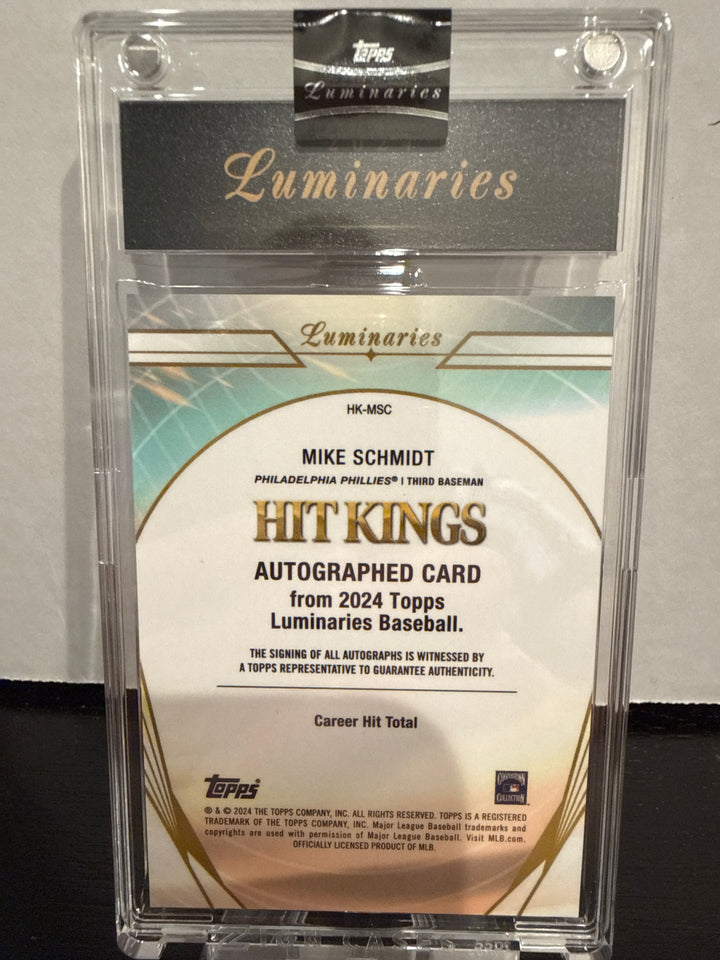 Topps
Luminaries
Luminaries
Luminaries
HK-MSC
MIKE SCHMIDT
PHILADELPHIA PHILLIES® | THIRD BASEMAN
HIT KINGS
AUTOGRAPHED CARD
from 2024 Topps
Luminaries Baseball.
THE SIGNING OF ALL AUTOGRAPHS IS WITNESSED BY
A TOPPS REPRESENTATIVE TO GUARANTEE AUTHENTICITY.
Career Hit Total
Topps®
COOPERSTOWN
COLLECTION
® & © 2024 THE TOPPS COMPANY, INC. ALL RIGHTS RESERVED. TOPPS IS A REGISTERED
TRADEMARK OF THE TOPPS COMPANY, INC. Major League Baseball trademarks and
copyrights are used with permission of Major League Baseball. Visit MLB.com.
OFFICIALLY LICENSED PRODUCT OF MLB.